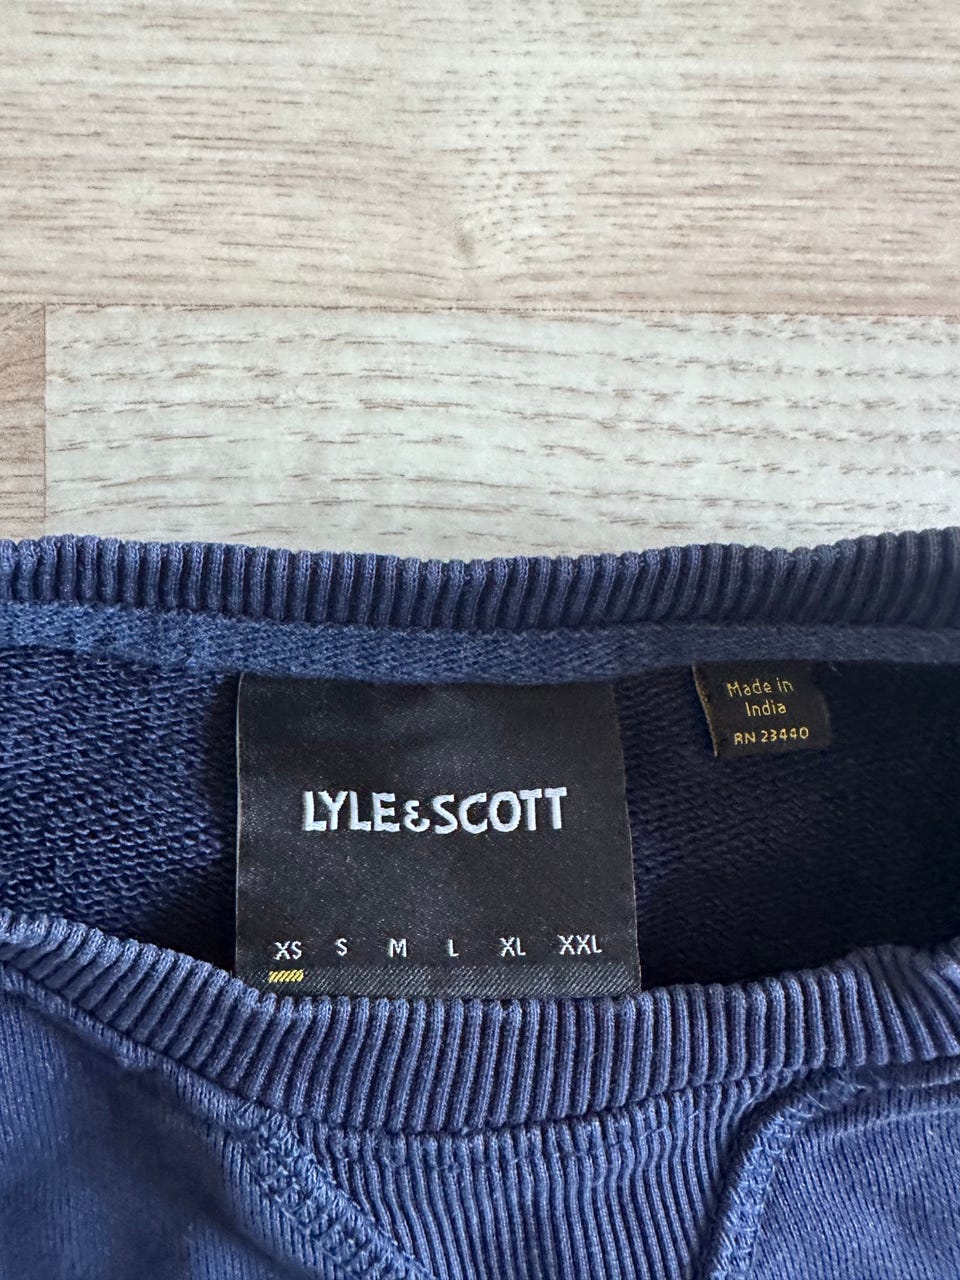 LYLE&SCOTT
XS S M L XL XXL
Made in
India
RN 23440